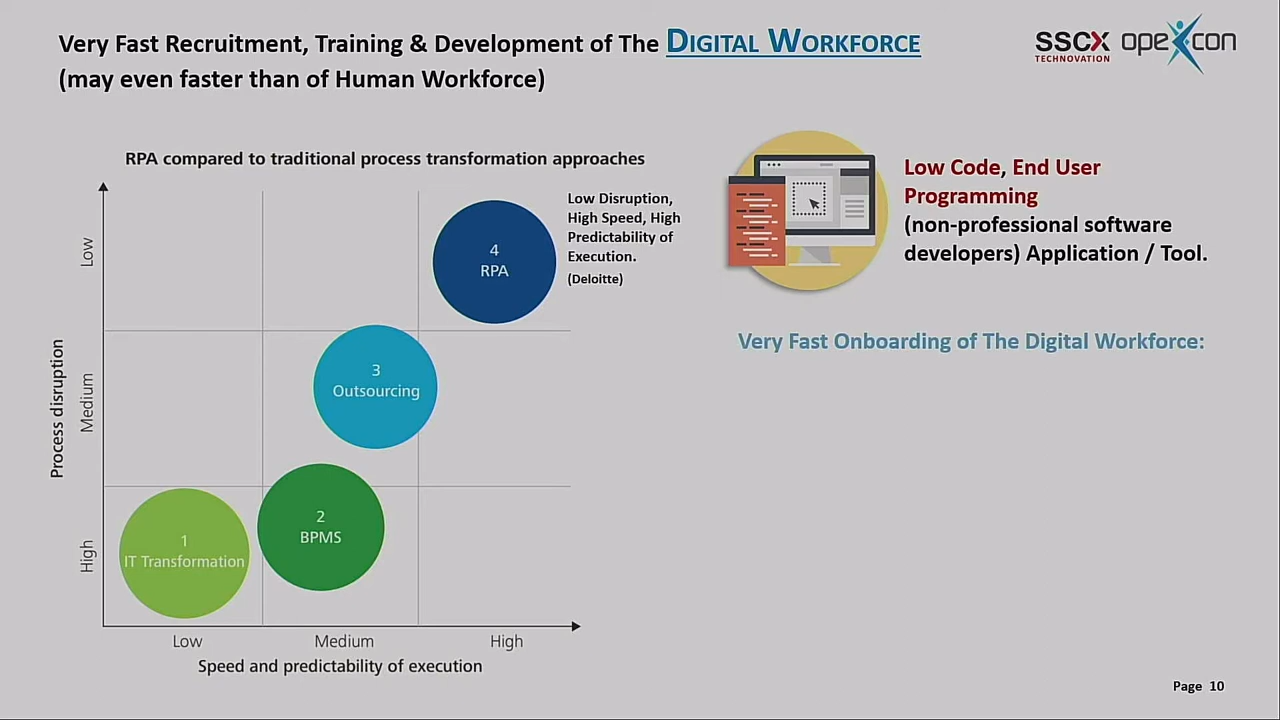 Very Fast Recruitment, Training & Development of The DIGITAL WORKFORCE
(may even faster than of Human Workforce)
SSCX
TECHNOVATION
opexcon
RPA compared to traditional process transformation approaches
Low Disruption,
High Speed, High
Predictability of
Execution.
(Deloitte)
Low Code, End User
Programming
(non-professional software
developers) Application / Tool.
Very Fast Onboarding of The Digital Workforce:
Process disruption
Low
Medium
High
4
RPA
3
Outsourcing
2
BPMS
1
IT Transformation
Low
Medium
High
Speed and predictability of execution
Page 10